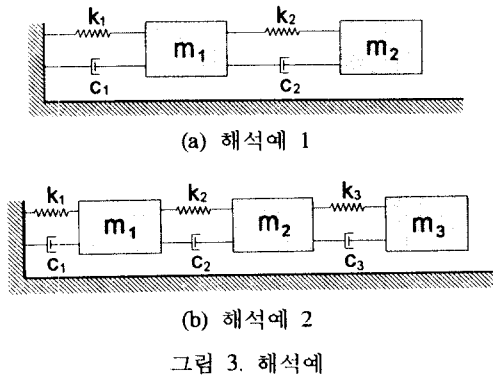 k₁ k₂
m₁ m₂
c₁ c₂
(a) 해석예 1
k₁ k₂ k₃
m₁ m₂ m₃
c₁ c₂ c₃
(b) 해석예 2
그림 3. 해석예